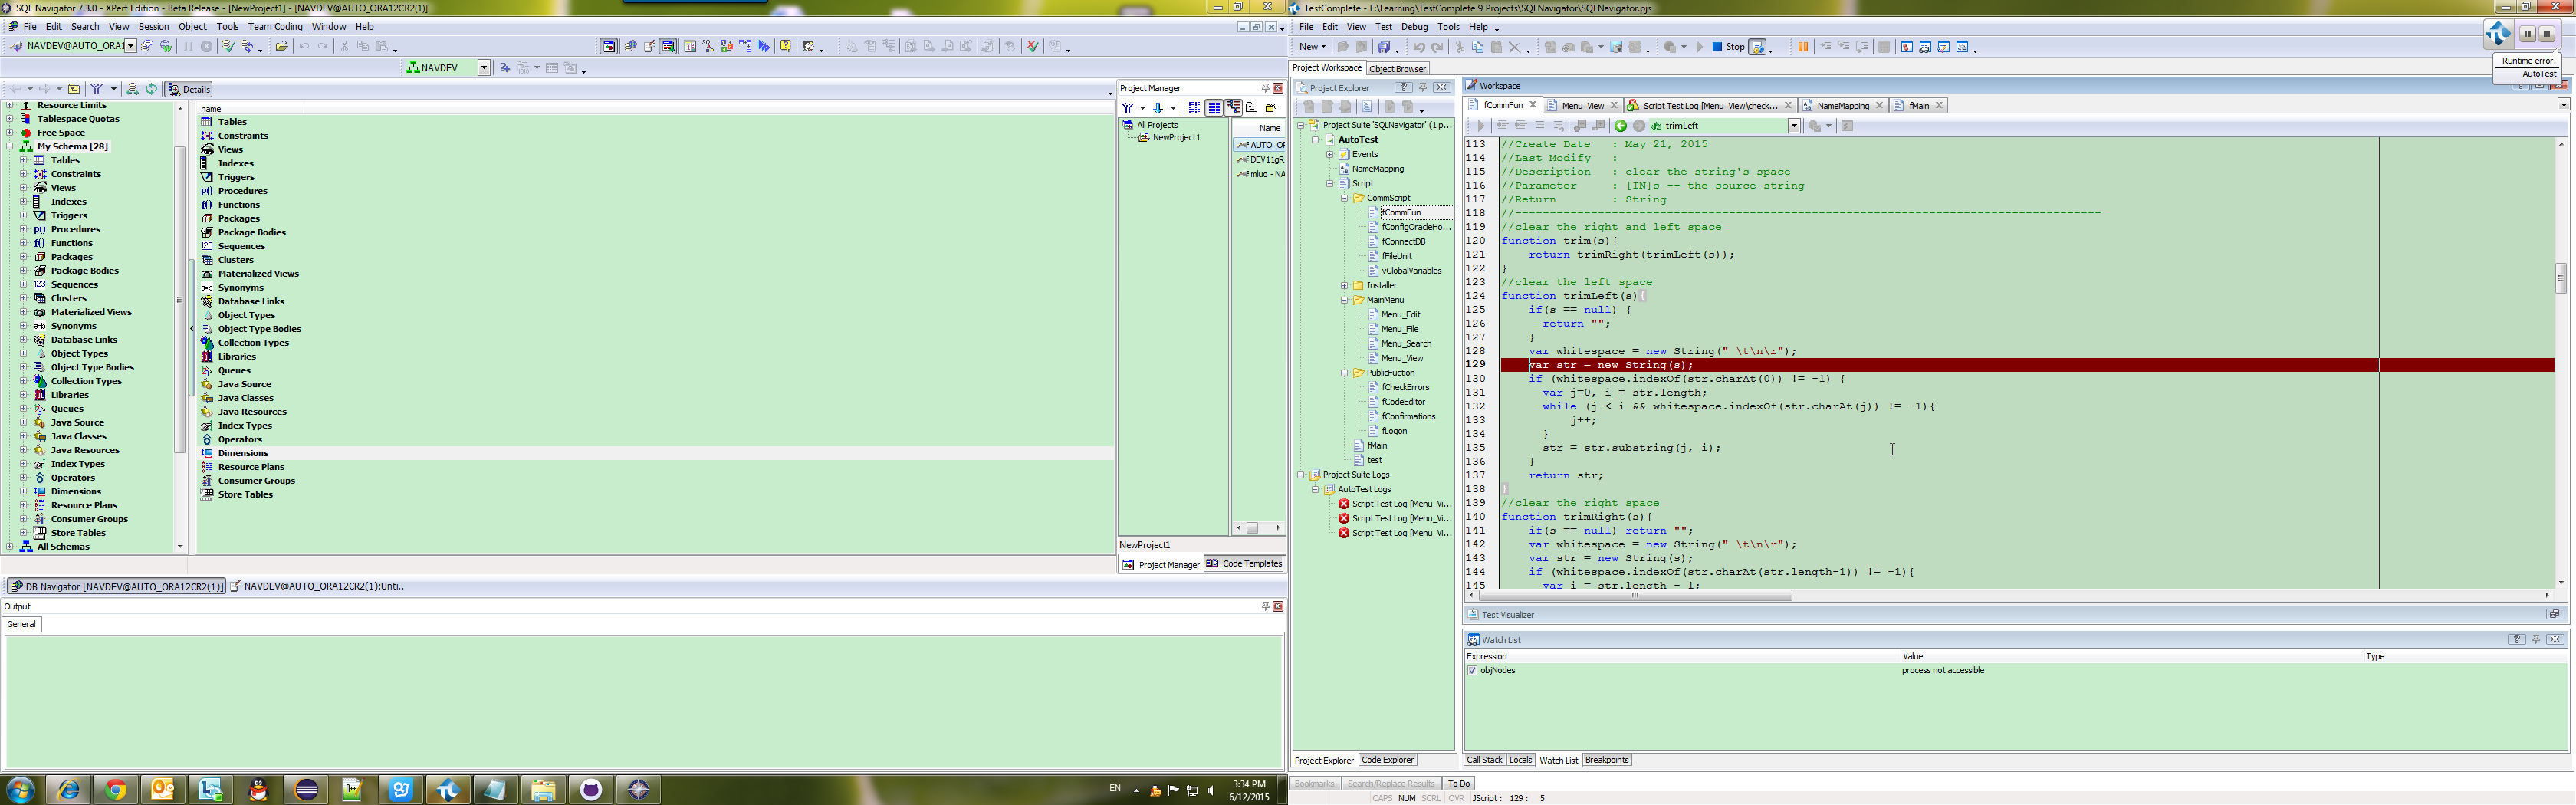 SQL Navigator 7.3.0 - XPert Edition - Beta Release - [NewProject1] - [NAVDEV@AUTO_ORA12CR2(1)]
File Edit Search View Session Object Tools Team Coding Window Help
NAVDEV@AUTO_ORA1
NAVDEV
Details
Resource Limits
Tablespace Quotas
Free Space
My Schema [28]
Tables
Constraints
Views
Indexes
Triggers
Procedures
Functions
Packages
Package Bodies
Sequences
Clusters
Materialized Views
Synonyms
Database Links
Object Types
Object Type Bodies
Collection Types
Libraries
Queues
Java Source
Java Classes
Java Resources
Index Types
Operators
Dimensions
Resource Plans
Consumer Groups
Store Tables
All Schemas
name
Tables
Constraints
Views
Indexes
Triggers
Procedures
Functions
Packages
Package Bodies
Sequences
Clusters
Materialized Views
Synonyms
Database Links
Object Types
Object Type Bodies
Collection Types
Libraries
Queues
Java Source
Java Classes
Java Resources
Index Types
Operators
Dimensions
Resource Plans
Consumer Groups
Store Tables
Project Manager
All Projects
NewProject1
Name
AUTO_OR
DEV11gR
mluo - NA
NewProject1
Project Manager Code Templates
DB Navigator [NAVDEV@AUTO_ORA12CR2(1)] NAVDEV@AUTO_ORA12CR2(1):Unti..
Output
General
EN
3:34 PM
6/12/2015
TestComplete - E:\Learning\TestComplete 9 Projects\SQLNavigator\SQLNavigator.pjs
File Edit View Test Debug Tools Help
New Stop
Runtime error.
AutoTest
Project Workspace Object Browser
Project Explorer
Project Suite 'SQLNavigator' (1 p...
AutoTest
Events
NameMapping
Script
CommScript
fCommFun
fConfigOracleHo...
fConnectDB
fFileUnit
vGlobalVariables
Installer
MainMenu
Menu_Edit
Menu_File
Menu_Search
Menu_View
PublicFuction
fCheckErrors
fCodeEditor
fConfirmations
fLogon
fMain
test
Project Suite Logs
AutoTest Logs
Script Test Log [Menu_Vi...
Script Test Log [Menu_Vi...
Script Test Log [Menu_Vi...
Project Explorer Code Explorer
Workspace
fCommFun Menu_View Script Test Log [Menu_View\check... NameMapping fMain
trimLeft
113 //Create Date : May 21, 2015
114 //Last Modify :
115 //Description : clear the string's space
116 //Parameter : [IN]s -- the source string
117 //Return : String
118 //-------------------------------------------------------------------------------------
119 //clear the right and left space
120 function trim(s){
121 return trimRight(trimLeft(s));
122 }
123 //clear the left space
124 function trimLeft(s){
125 if(s == null) {
126 return "";
127 }
128 var whitespace = new String(" \t\n\r");
129 var str = new String(s);
130 if (whitespace.indexOf(str.charAt(0)) != -1) {
131 var j=0, i = str.length;
132 while (j < i && whitespace.indexOf(str.charAt(j)) != -1){
133 j++;
134 }
135 str = str.substring(j, i);
136 }
137 return str;
138 }
139 //clear the right space
140 function trimRight(s){
141 if(s == null) return "";
142 var whitespace = new String(" \t\n\r");
143 var str = new String(s);
144 if (whitespace.indexOf(str.charAt(str.length-1)) != -1){
145 var i = str.length - 1;
Test Visualizer
Watch List
Expression Value Type
objNodes process not accessible
Call Stack Locals Watch List Breakpoints
Bookmarks Search/Replace Results To Do
CAPS NUM SCRL OVR JScript : 129 : 5